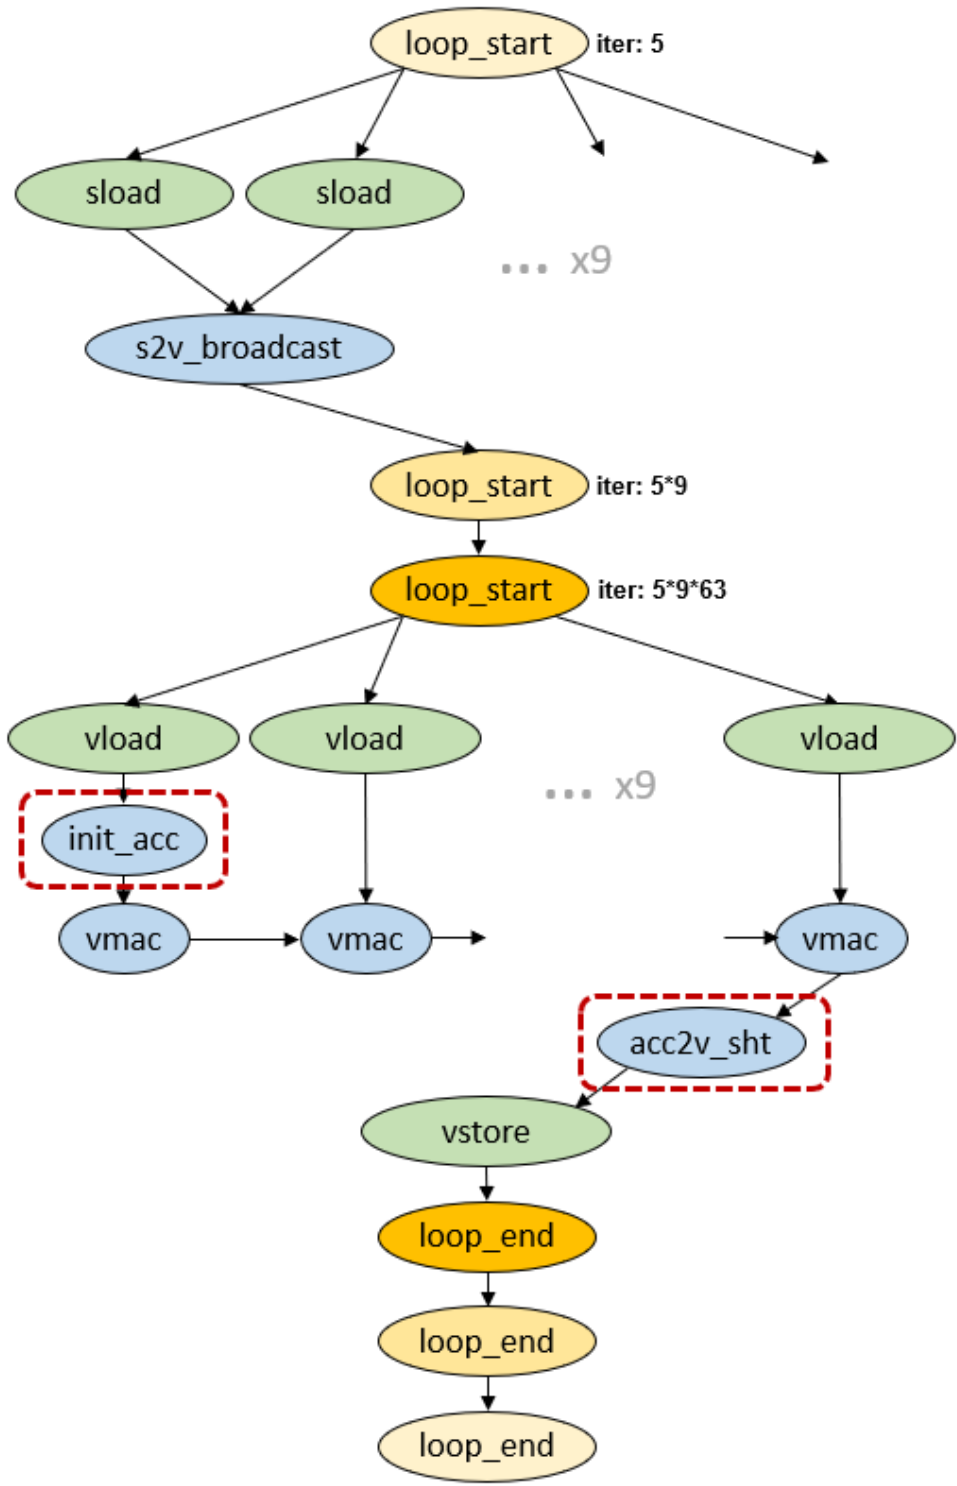 loop_start iter: 5
sload sload
... x9
s2v_broadcast
loop_start iter: 5*9
loop_start iter: 5*9*63
vload vload vload
... x9
init_acc
vmac vmac vmac
acc2v_sht
vstore
loop_end
loop_end
loop_end